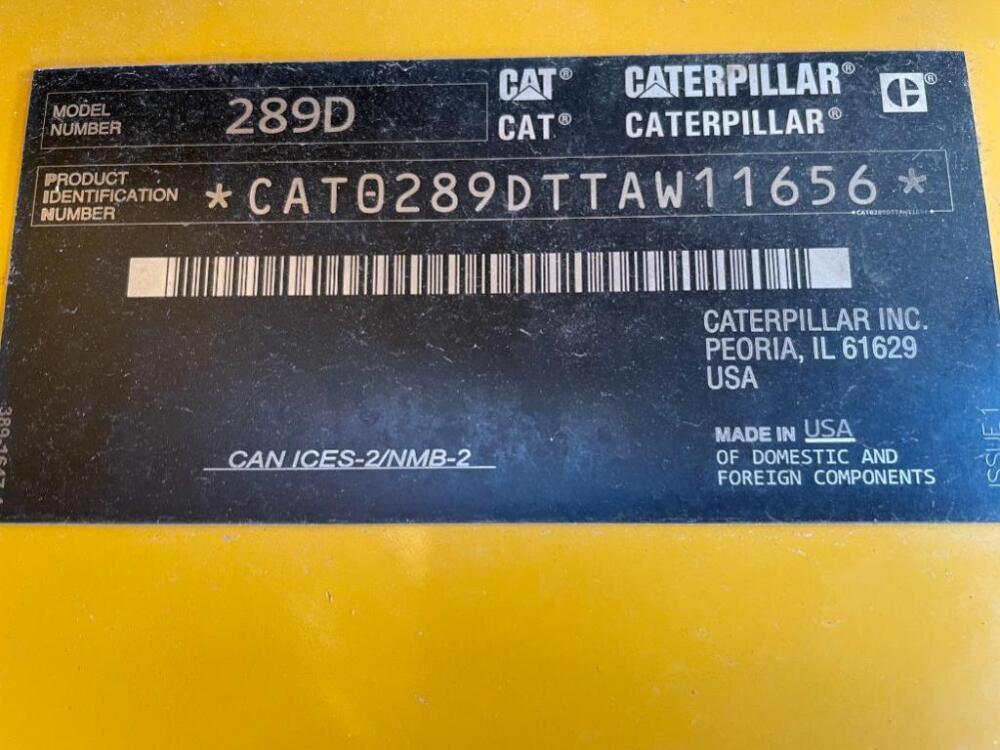 MODEL
NUMBER
289D
CAT® CATERPILLAR® ®
CAT® CATERPILLAR®
PRODUCT
IDENTIFICATION
NUMBER
*CAT0289DTTAW11656*
CATERPILLAR INC.
PEORIA, IL 61629
USA
MADE IN USA
OF DOMESTIC AND
FOREIGN COMPONENTS
CAN ICES-2/NMB-2
ISSUE 1